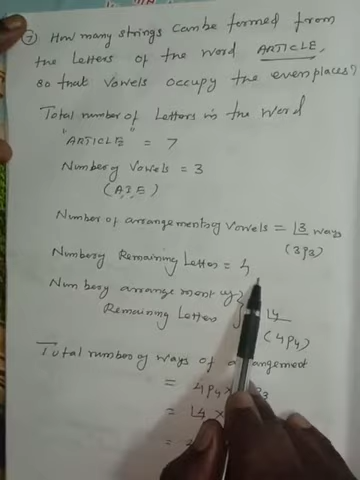 ⑦ How many strings can be formed from
the Letters of the word ARTICLE,
so that vowels occupy the even places?
Total number of Letters in the word
"ARTICLE" = 7
Number of vowels = 3
(A,I,E)
Number of arrangements of vowels = ⌊3 ways
(3P3)
Number of Remaining Letter = 4
Number of arrangement of } ⌊4
Remaining Letters (4P4)
Total number of ways of arrangement
= 4P4 ×
= ⌊4 ×
=